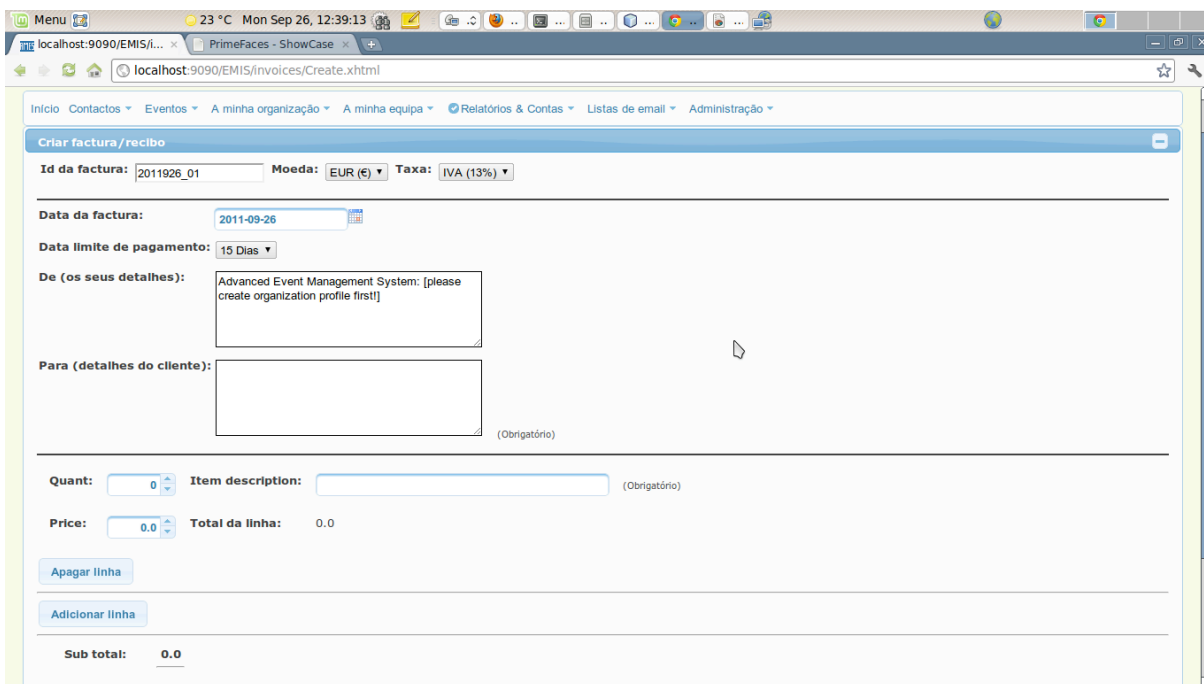 Menu 23 °C Mon Sep 26, 12:39:13
localhost:9090/EMIS/i... × PrimeFaces - ShowCase ×
localhost:9090/EMIS/invoices/Create.xhtml
Início Contactos Eventos A minha organização A minha equipa Relatórios & Contas Listas de email Administração
Criar factura/recibo
Id da factura: 2011926_01 Moeda: EUR (€) Taxa: IVA (13%)
Data da factura: 2011-09-26
Data limite de pagamento: 15 Dias
De (os seus detalhes): Advanced Event Management System: [please
create organization profile first!]
Para (detalhes do cliente):
(Obrigatório)
Quant: 0 Item description: (Obrigatório)
Price: 0.0 Total da linha: 0.0
Apagar linha
Adicionar linha
Sub total: 0.0